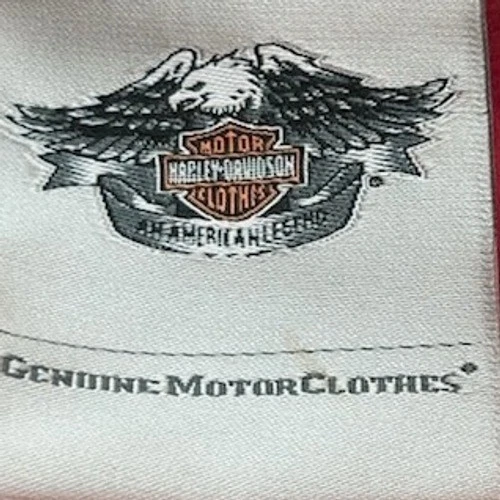 MOTOR
HARLEY-DAVIDSON
CLOTHES
®
AN AMERICAN LEGEND
GENUINE MOTORCLOTHES®